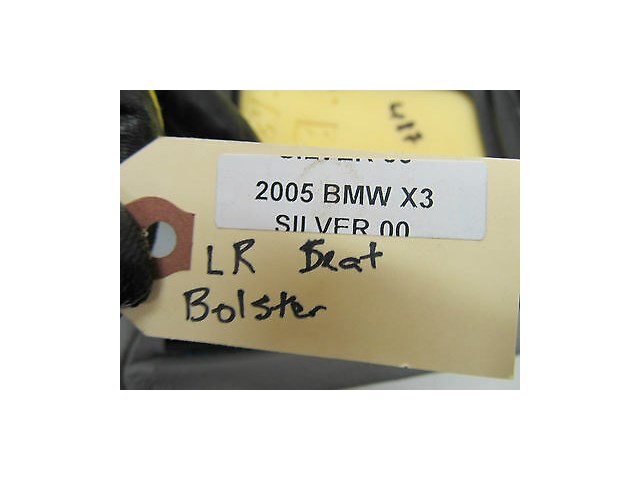 2005 BMW X3
SILVER 00
LR Seat
Bolster